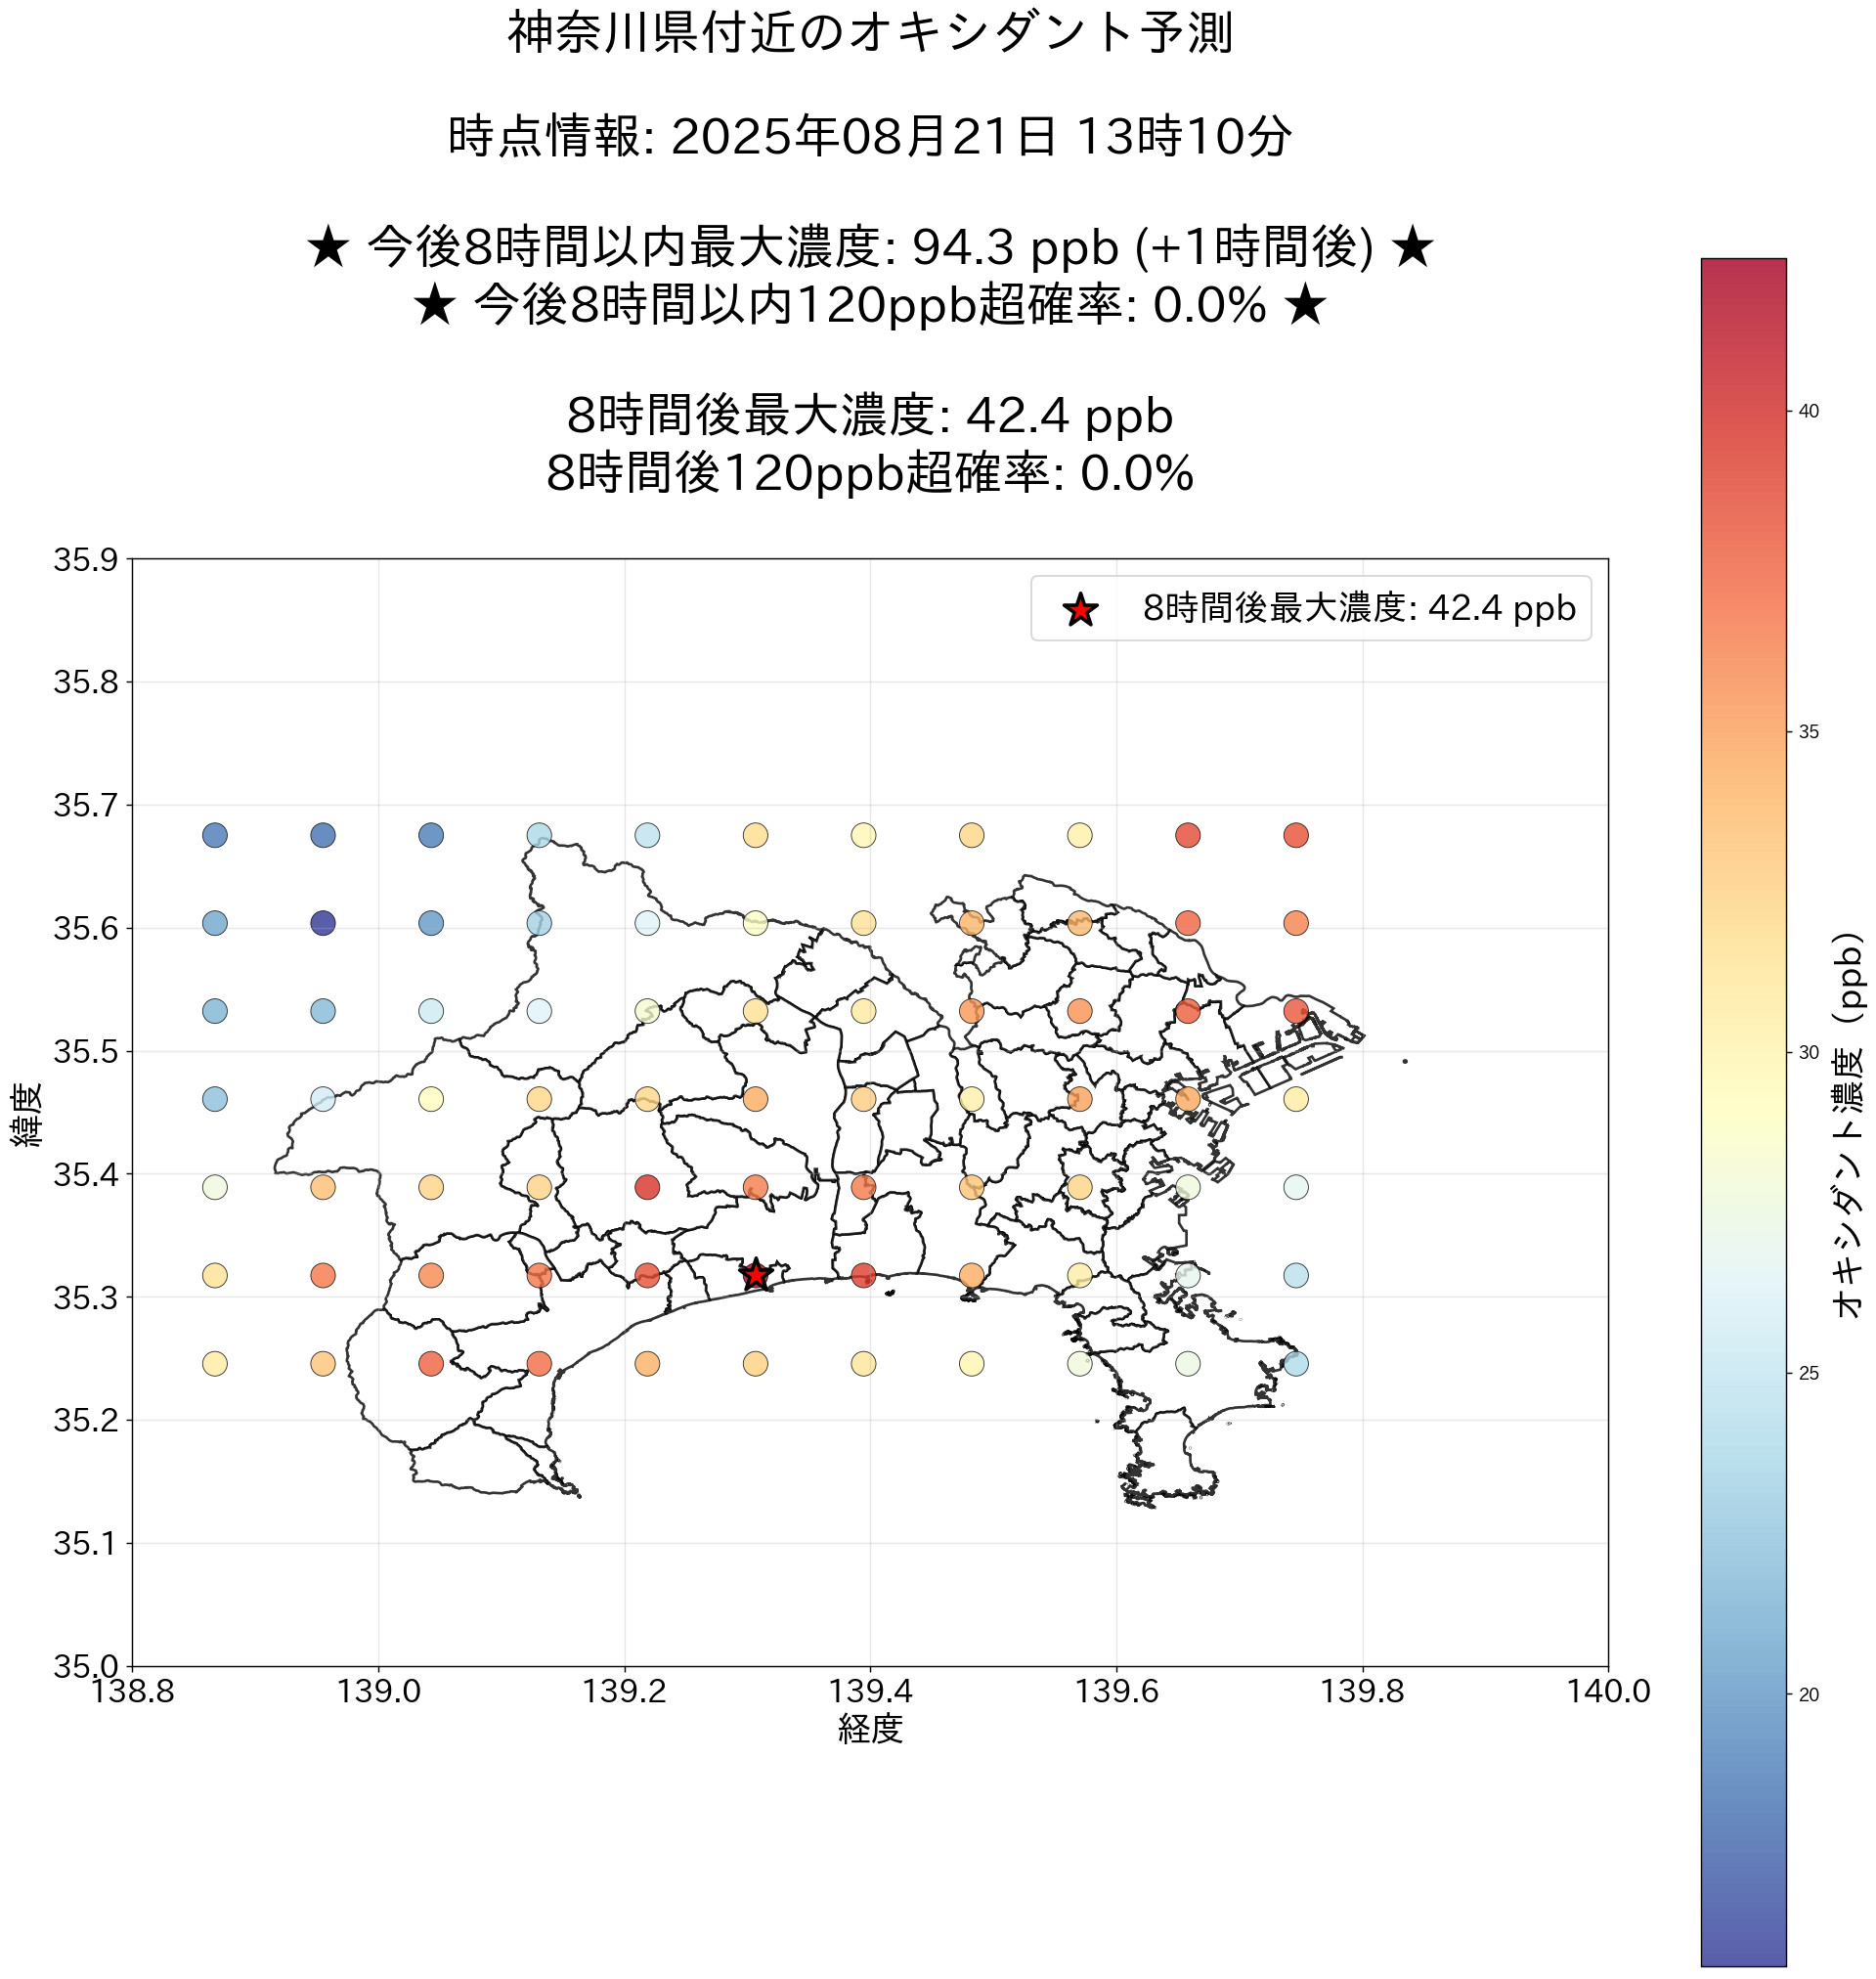 神奈川県付近のオキシダント予測
時点情報: 2025年08月21日 13時10分
★ 今後8時間以内最大濃度: 94.3 ppb (+1時間後) ★
★ 今後8時間以内120ppb超確率: 0.0% ★
8時間後最大濃度: 42.4 ppb
8時間後120ppb超確率: 0.0%
8時間後最大濃度: 42.4 ppb
35.9
35.8
35.7
35.6
35.5
35.4
35.3
35.2
35.1
35.0
緯度
138.8
139.0
139.2
139.4
139.6
139.8
140.0
経度
40
35
30
25
20
オキシダント濃度（ppb）